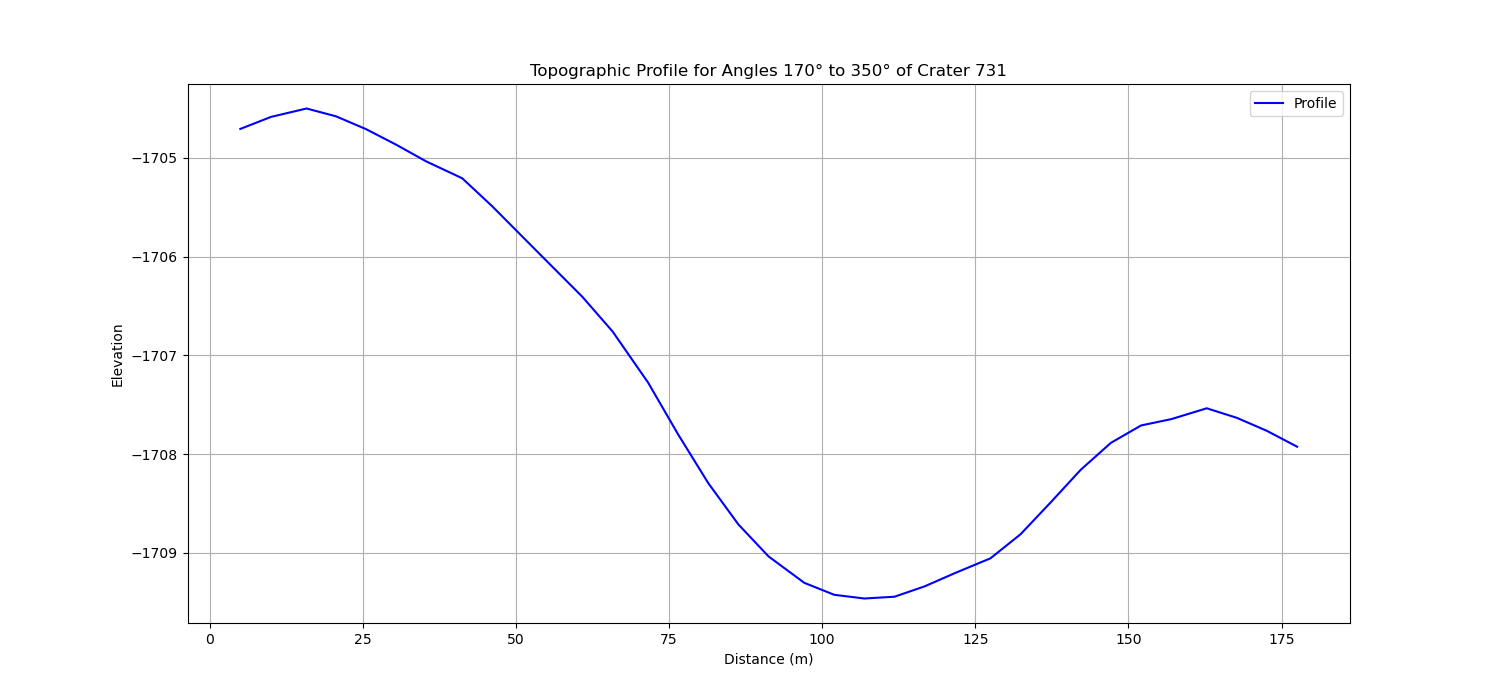 Topographic Profile for Angles 170° to 350° of Crater 731
Profile
−1705
−1706
−1707
−1708
−1709
Elevation
0 25 50 75 100 125 150 175
Distance (m)